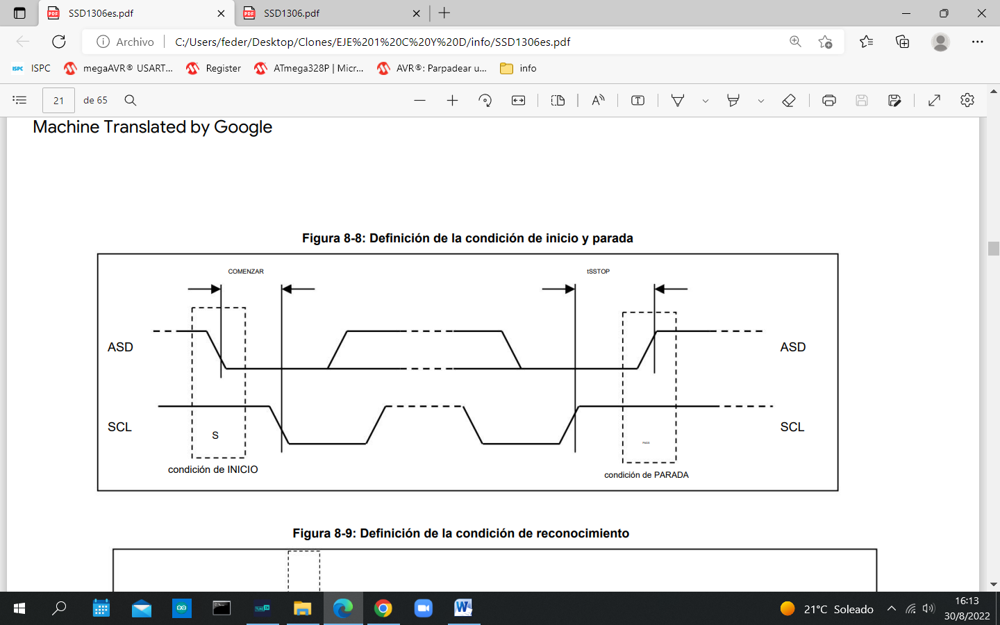 SSD1306es.pdf
SSD1306.pdf
Archivo
C:/Users/feder/Desktop/Clones/EJE%201%20C%20Y%20D/info/SSD1306es.pdf
ISPC
megaAVR® USART...
Register
ATmega328P | Micr...
AVR®: Parpadear u...
info
21
de 65
Machine Translated by Google
Figura 8-8: Definición de la condición de inicio y parada
COMENZAR
tSSTOP
ASD
ASD
SCL
SCL
S
condición de INICIO
condición de PARADA
Figura 8-9: Definición de la condición de reconocimiento
21°C Soleado
16:13
30/8/2022